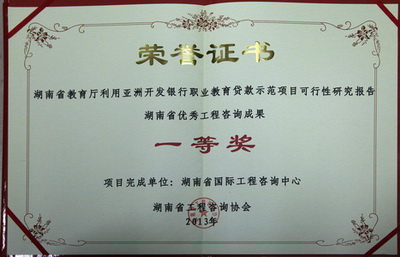 荣誉证书
湖南省教育厅利用亚洲开发银行职业教育贷款示范项目可行性研究报告
湖南省优秀工程咨询成果
一等奖
项目完成单位：湖南省国际工程咨询中心
湖南省工程咨询协会
2013年